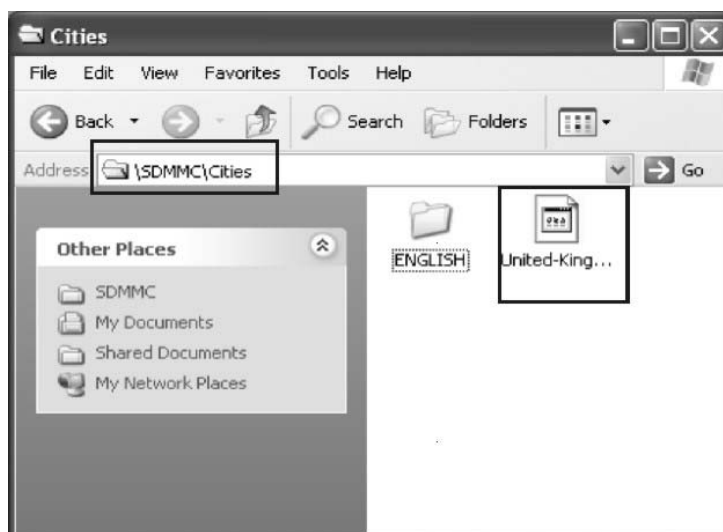 Cities
File Edit View Favorites Tools Help
Back Search Folders
Address \SDMMC\Cities Go
Other Places
SDMMC
My Documents
Shared Documents
My Network Places
ENGLISH United-King...